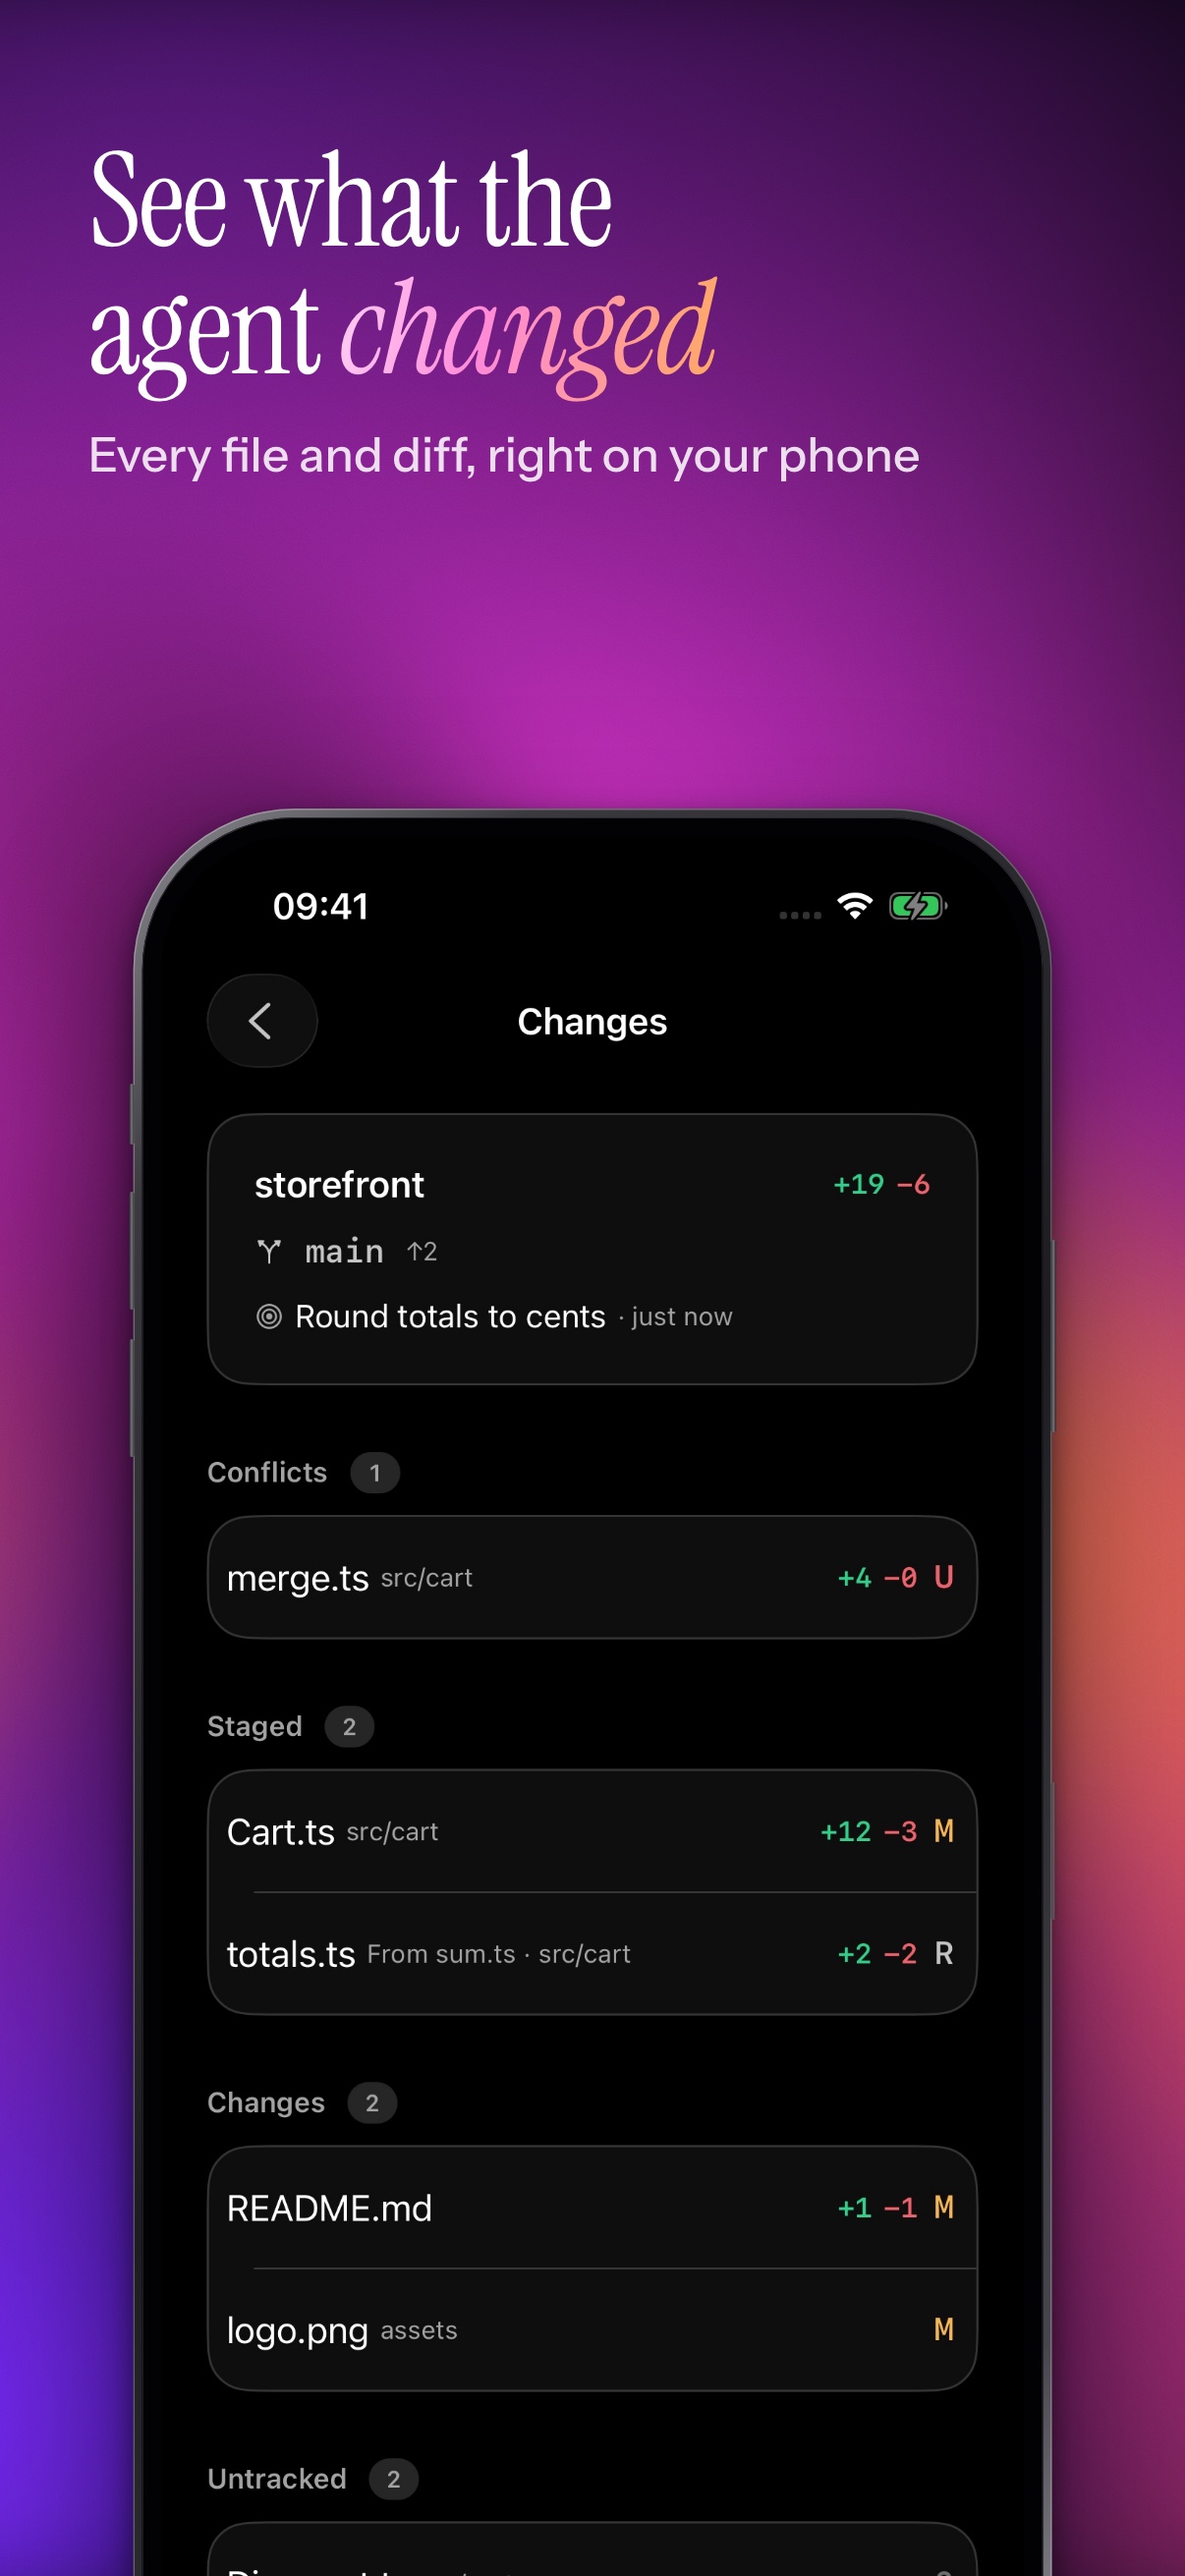 See what the
agent changed
Every file and diff, right on your phone
09:41
Changes
storefront +19 −6
main ↑2
Round totals to cents · just now
Conflicts 1
merge.ts src/cart +4 −0 U
Staged 2
Cart.ts src/cart +12 −3 M
totals.ts From sum.ts · src/cart +2 −2 R
Changes 2
README.md +1 −1 M
logo.png assets M
Untracked 2